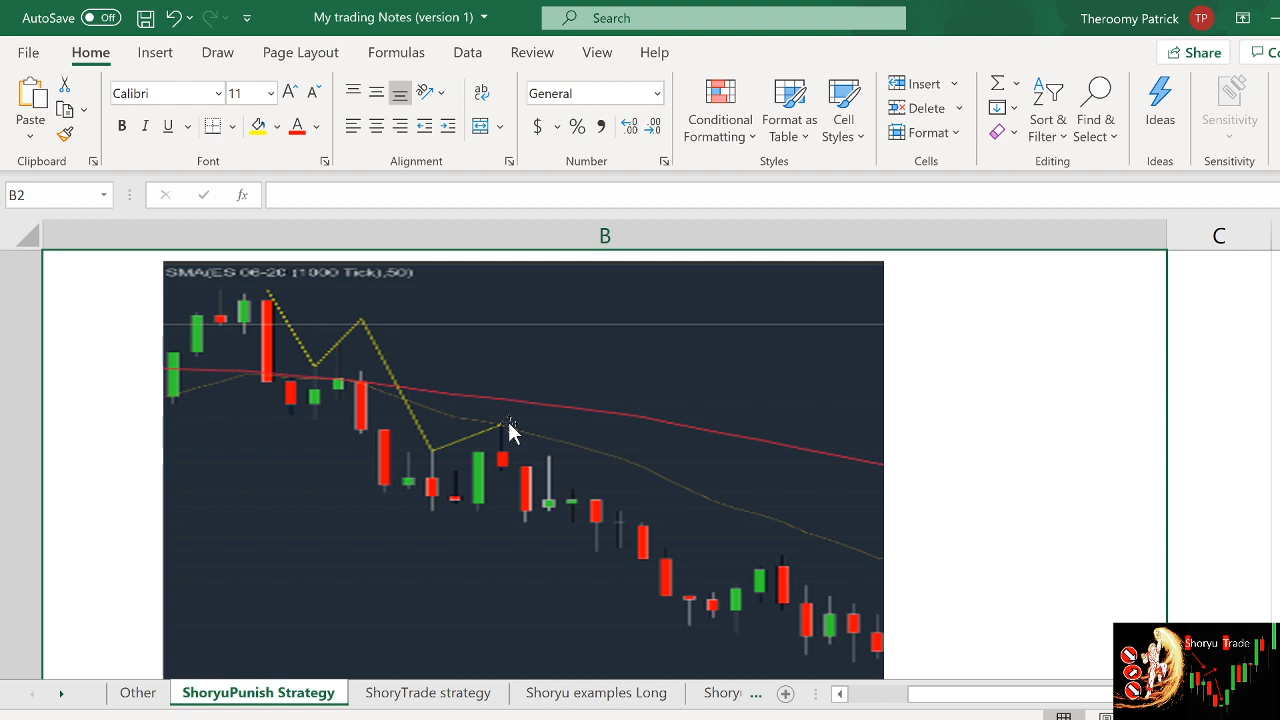 AutoSave Off My trading Notes (version 1) Search Theroomy Patrick TP
File Home Insert Draw Page Layout Formulas Data Review View Help Share Co
Paste Calibri 11 General Conditional Formatting Format as Table Cell Styles Insert Delete Format Sort & Filter Find & Select Ideas Sensitivity
Clipboard Font Alignment Number Styles Cells Editing Ideas Sensitivity
B2 fx
B C
SMA(ES 06-20 (1000 Tick),50)
Shoryu Trade
Other ShoryuPunish Strategy ShoryTrade strategy Shoryu examples Long Shoryu ...